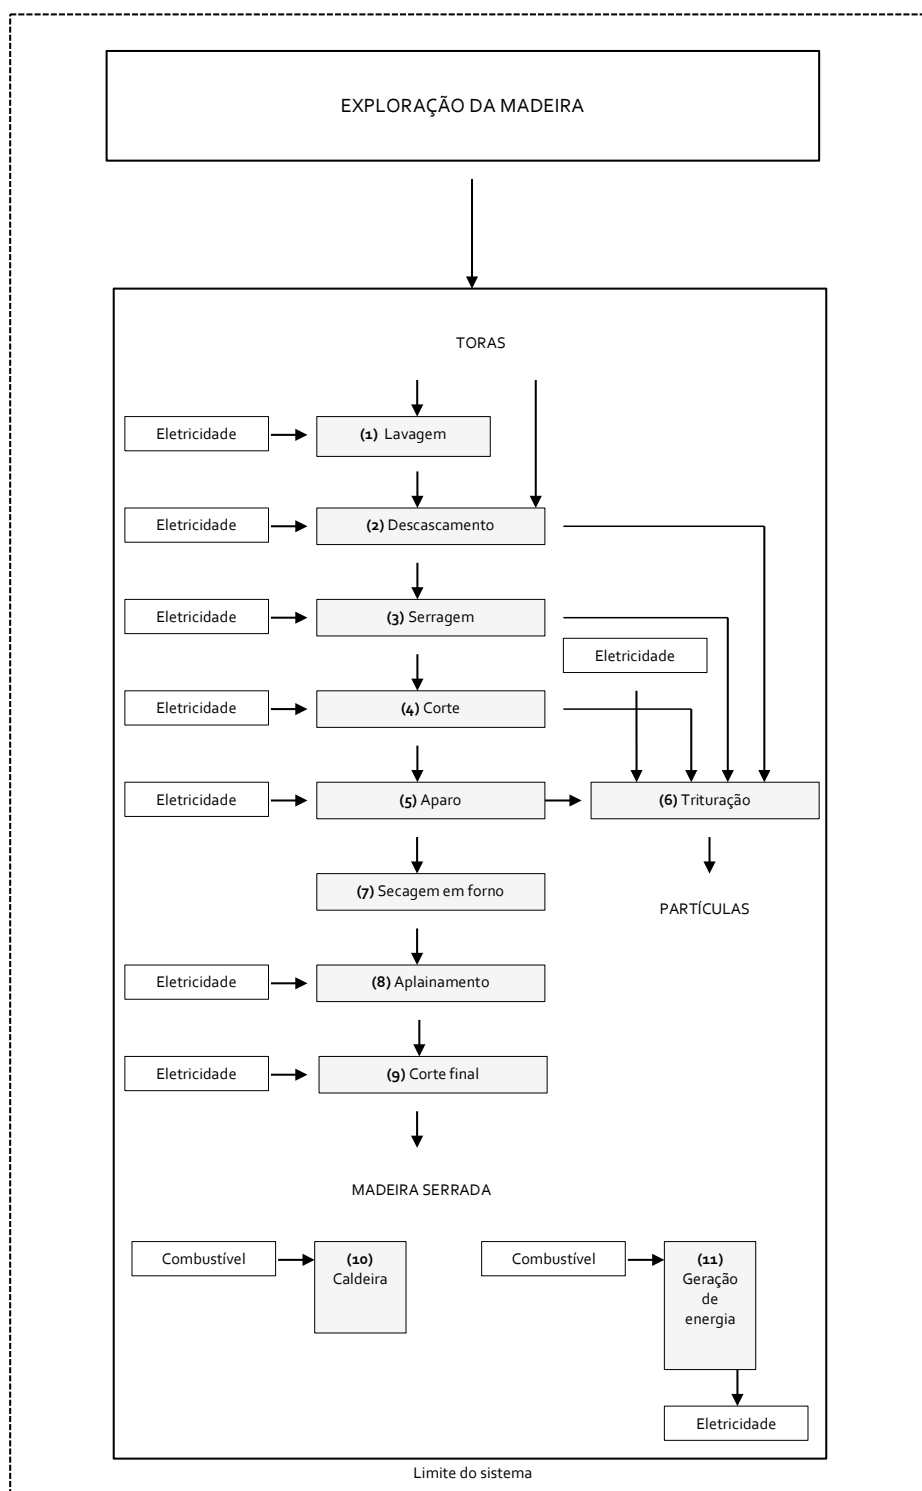 EXPLORAÇÃO DA MADEIRA
TORAS
Eletricidade
(1) Lavagem
Eletricidade
(2) Descascamento
Eletricidade
(3) Serragem
Eletricidade
Eletricidade
(4) Corte
Eletricidade
(5) Aparo
(6) Trituração
(7) Secagem em forno
PARTÍCULAS
Eletricidade
(8) Aplainamento
Eletricidade
(9) Corte final
MADEIRA SERRADA
Combustível
(10)
Caldeira
Combustível
(11)
Geração
de
energia
Eletricidade
Limite do sistema